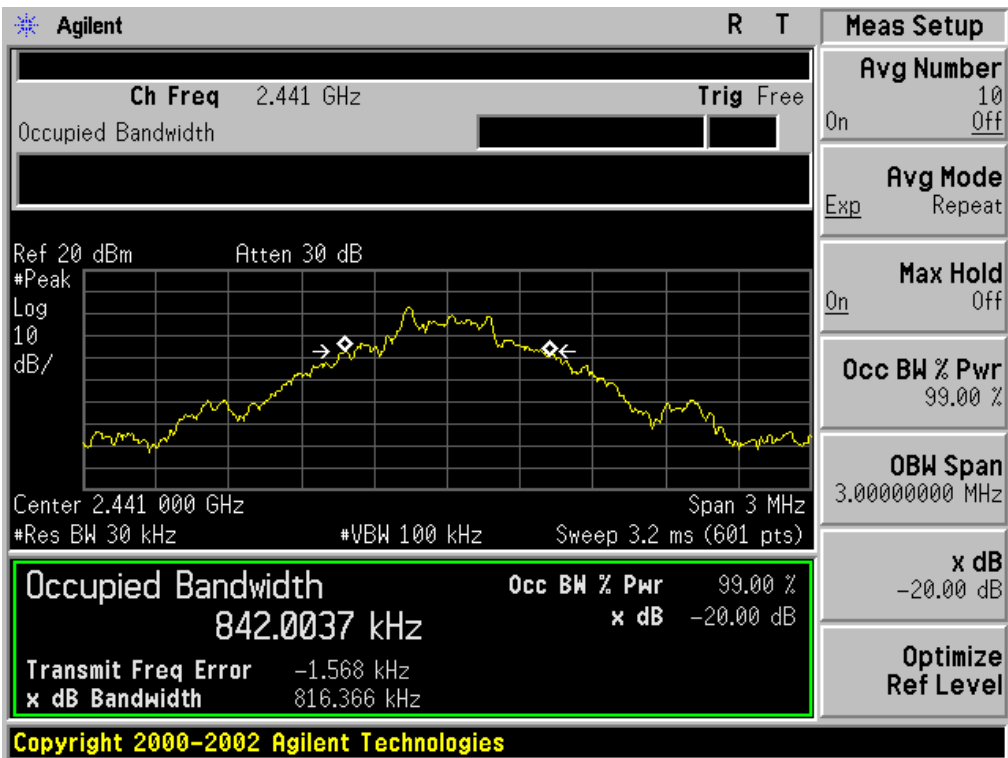 Agilent R T Meas Setup
Ch Freq 2.441 GHz Trig Free
Occupied Bandwidth
Avg Number
10
On Off
Avg Mode
Exp Repeat
Max Hold
On Off
Occ BW % Pwr
99.00 %
OBW Span
3.00000000 MHz
x dB
-20.00 dB
Optimize
Ref Level
Ref 20 dBm Atten 30 dB
#Peak
Log
10
dB/
Center 2.441 000 GHz Span 3 MHz
#Res BW 30 kHz #VBW 100 kHz Sweep 3.2 ms (601 pts)
Occupied Bandwidth Occ BW % Pwr 99.00 %
842.0037 kHz x dB -20.00 dB
Transmit Freq Error -1.568 kHz
x dB Bandwidth 816.366 kHz
Copyright 2000-2002 Agilent Technologies